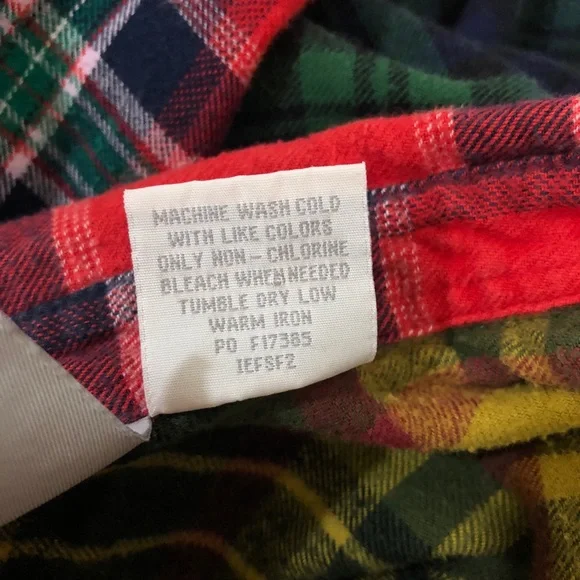 MACHINE WASH COLD
WITH LIKE COLORS
ONLY NON-CHLORINE
BLEACH WHEN NEEDED
TUMBLE DRY LOW
WARM IRON
PO F17385
IEFSF2